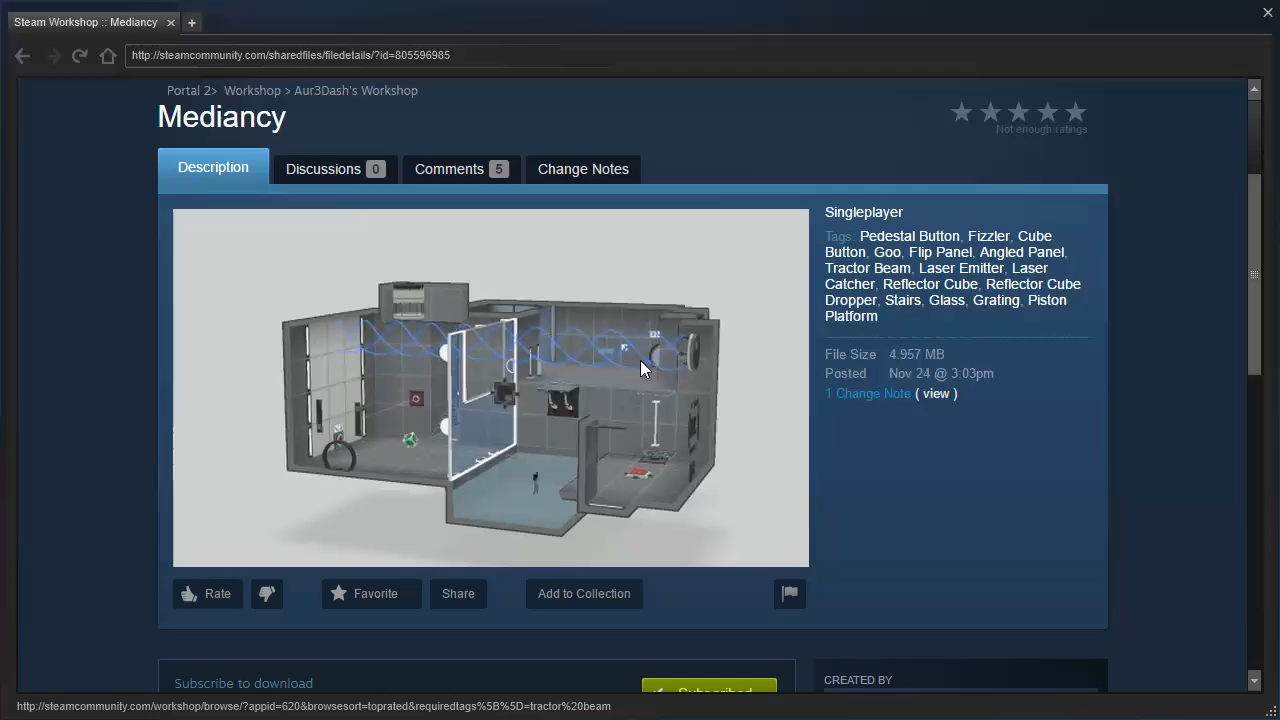 Steam Workshop :: Mediancy
http://steamcommunity.com/sharedfiles/filedetails/?id=805596985
Portal 2> Workshop > Aur3Dash's Workshop
Mediancy
Not enough ratings
Description
Discussions 0
Comments 5
Change Notes
Singleplayer
Tags: Pedestal Button, Fizzler, Cube
Button, Goo, Flip Panel, Angled Panel,
Tractor Beam, Laser Emitter, Laser
Catcher, Reflector Cube, Reflector Cube
Dropper, Stairs, Glass, Grating, Piston
Platform
File Size 4.957 MB
Posted Nov 24 @ 3:03pm
1 Change Note ( view )
Rate
Favorite
Share
Add to Collection
Subscribe to download
Subscribed
CREATED BY
http://steamcommunity.com/workshop/browse/?appid=620&browsesort=toprated&requiredtags%5B%5D=tractor%20beam